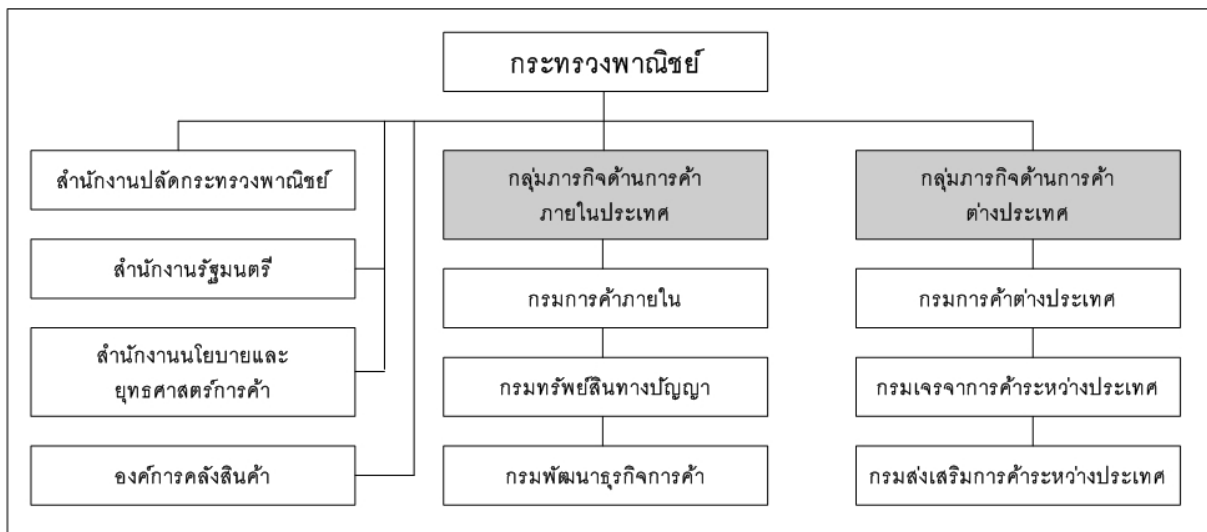 กระทรวงพาณิชย์
สำนักงานปลัดกระทรวงพาณิชย์
สำนักงานรัฐมนตรี
สำนักงานนโยบายและ
ยุทธศาสตร์การค้า
องค์การคลังสินค้า
กลุ่มภารกิจด้านการค้า
ภายในประเทศ
กรมการค้าภายใน
กรมทรัพย์สินทางปัญญา
กรมพัฒนาธุรกิจการค้า
กลุ่มภารกิจด้านการค้า
ต่างประเทศ
กรมการค้าต่างประเทศ
กรมเจรจาการค้าระหว่างประเทศ
กรมส่งเสริมการค้าระหว่างประเทศ